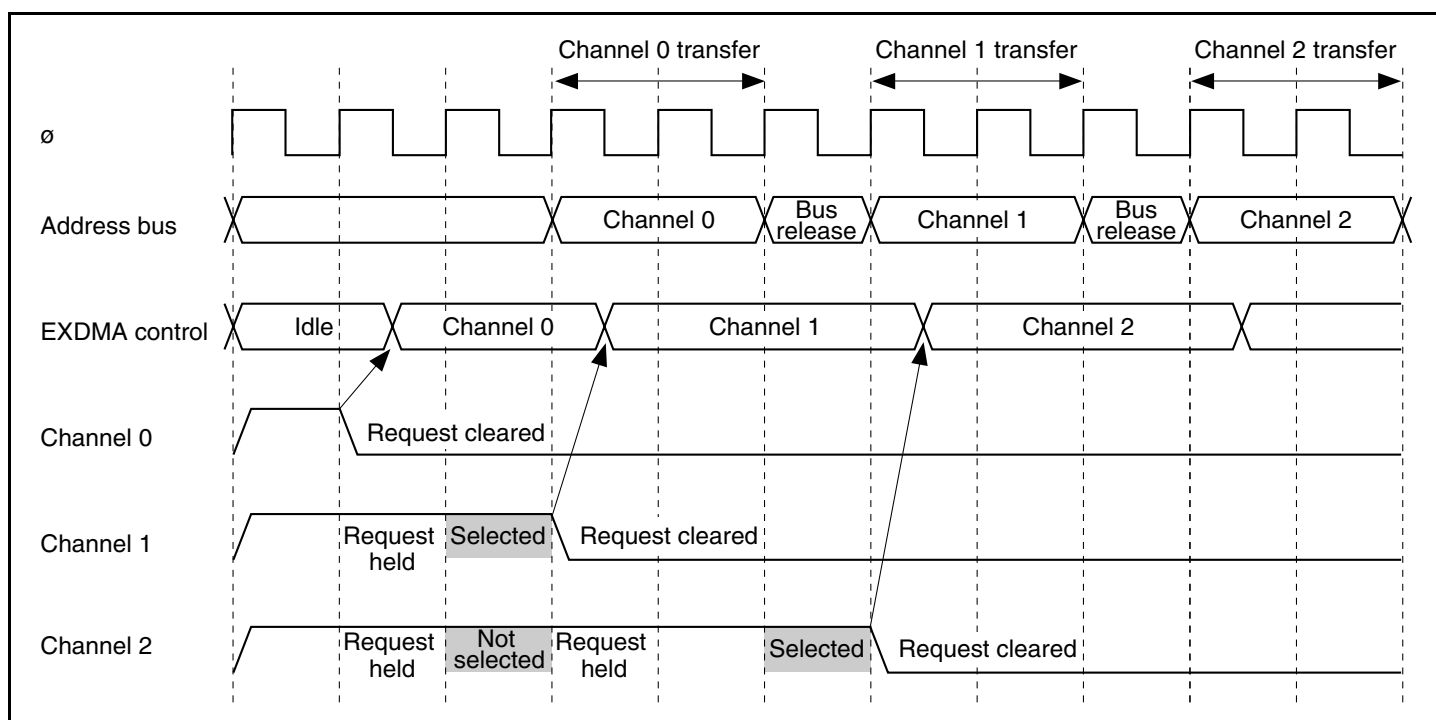 Channel 0 transfer
Channel 1 transfer
Channel 2 transfer
ø
Address bus
Channel 0
Bus
release
Channel 1
Bus
release
Channel 2
EXDMA control
Idle
Channel 0
Channel 1
Channel 2
Channel 0
Request cleared
Channel 1
Request
held
Selected
Request cleared
Channel 2
Request
held
Not
selected
Request
held
Selected
Request cleared